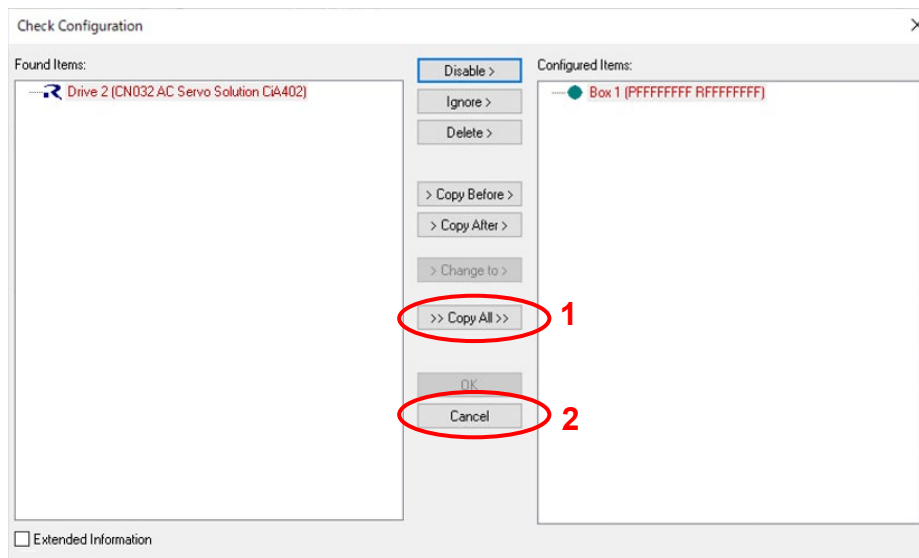 Check Configuration
Found Items:
Drive 2 (CN032 AC Servo Solution CiA402)
Disable >
Ignore >
Delete >
> Copy Before >
> Copy After >
> Change to >
>> Copy All >>
1
OK
Cancel
2
Configured Items:
Box 1 (PFFFFFFFF RFFFFFFFF)
Extended Information